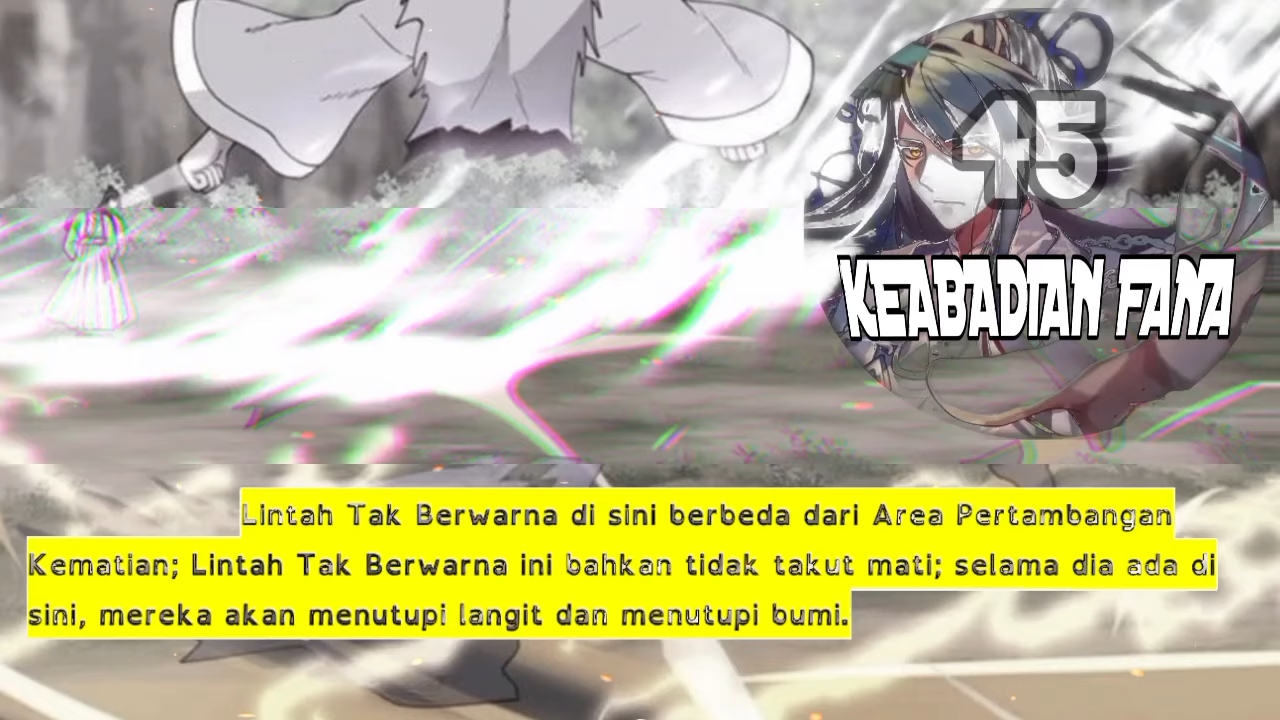 45
KEABADIAN FANA
Lintah Tak Berwarna di sini berbeda dari Area Pertambangan
Kematian; Lintah Tak Berwarna ini bahkan tidak takut mati; selama dia ada di
sini, mereka akan menutupi langit dan menutupi bumi.